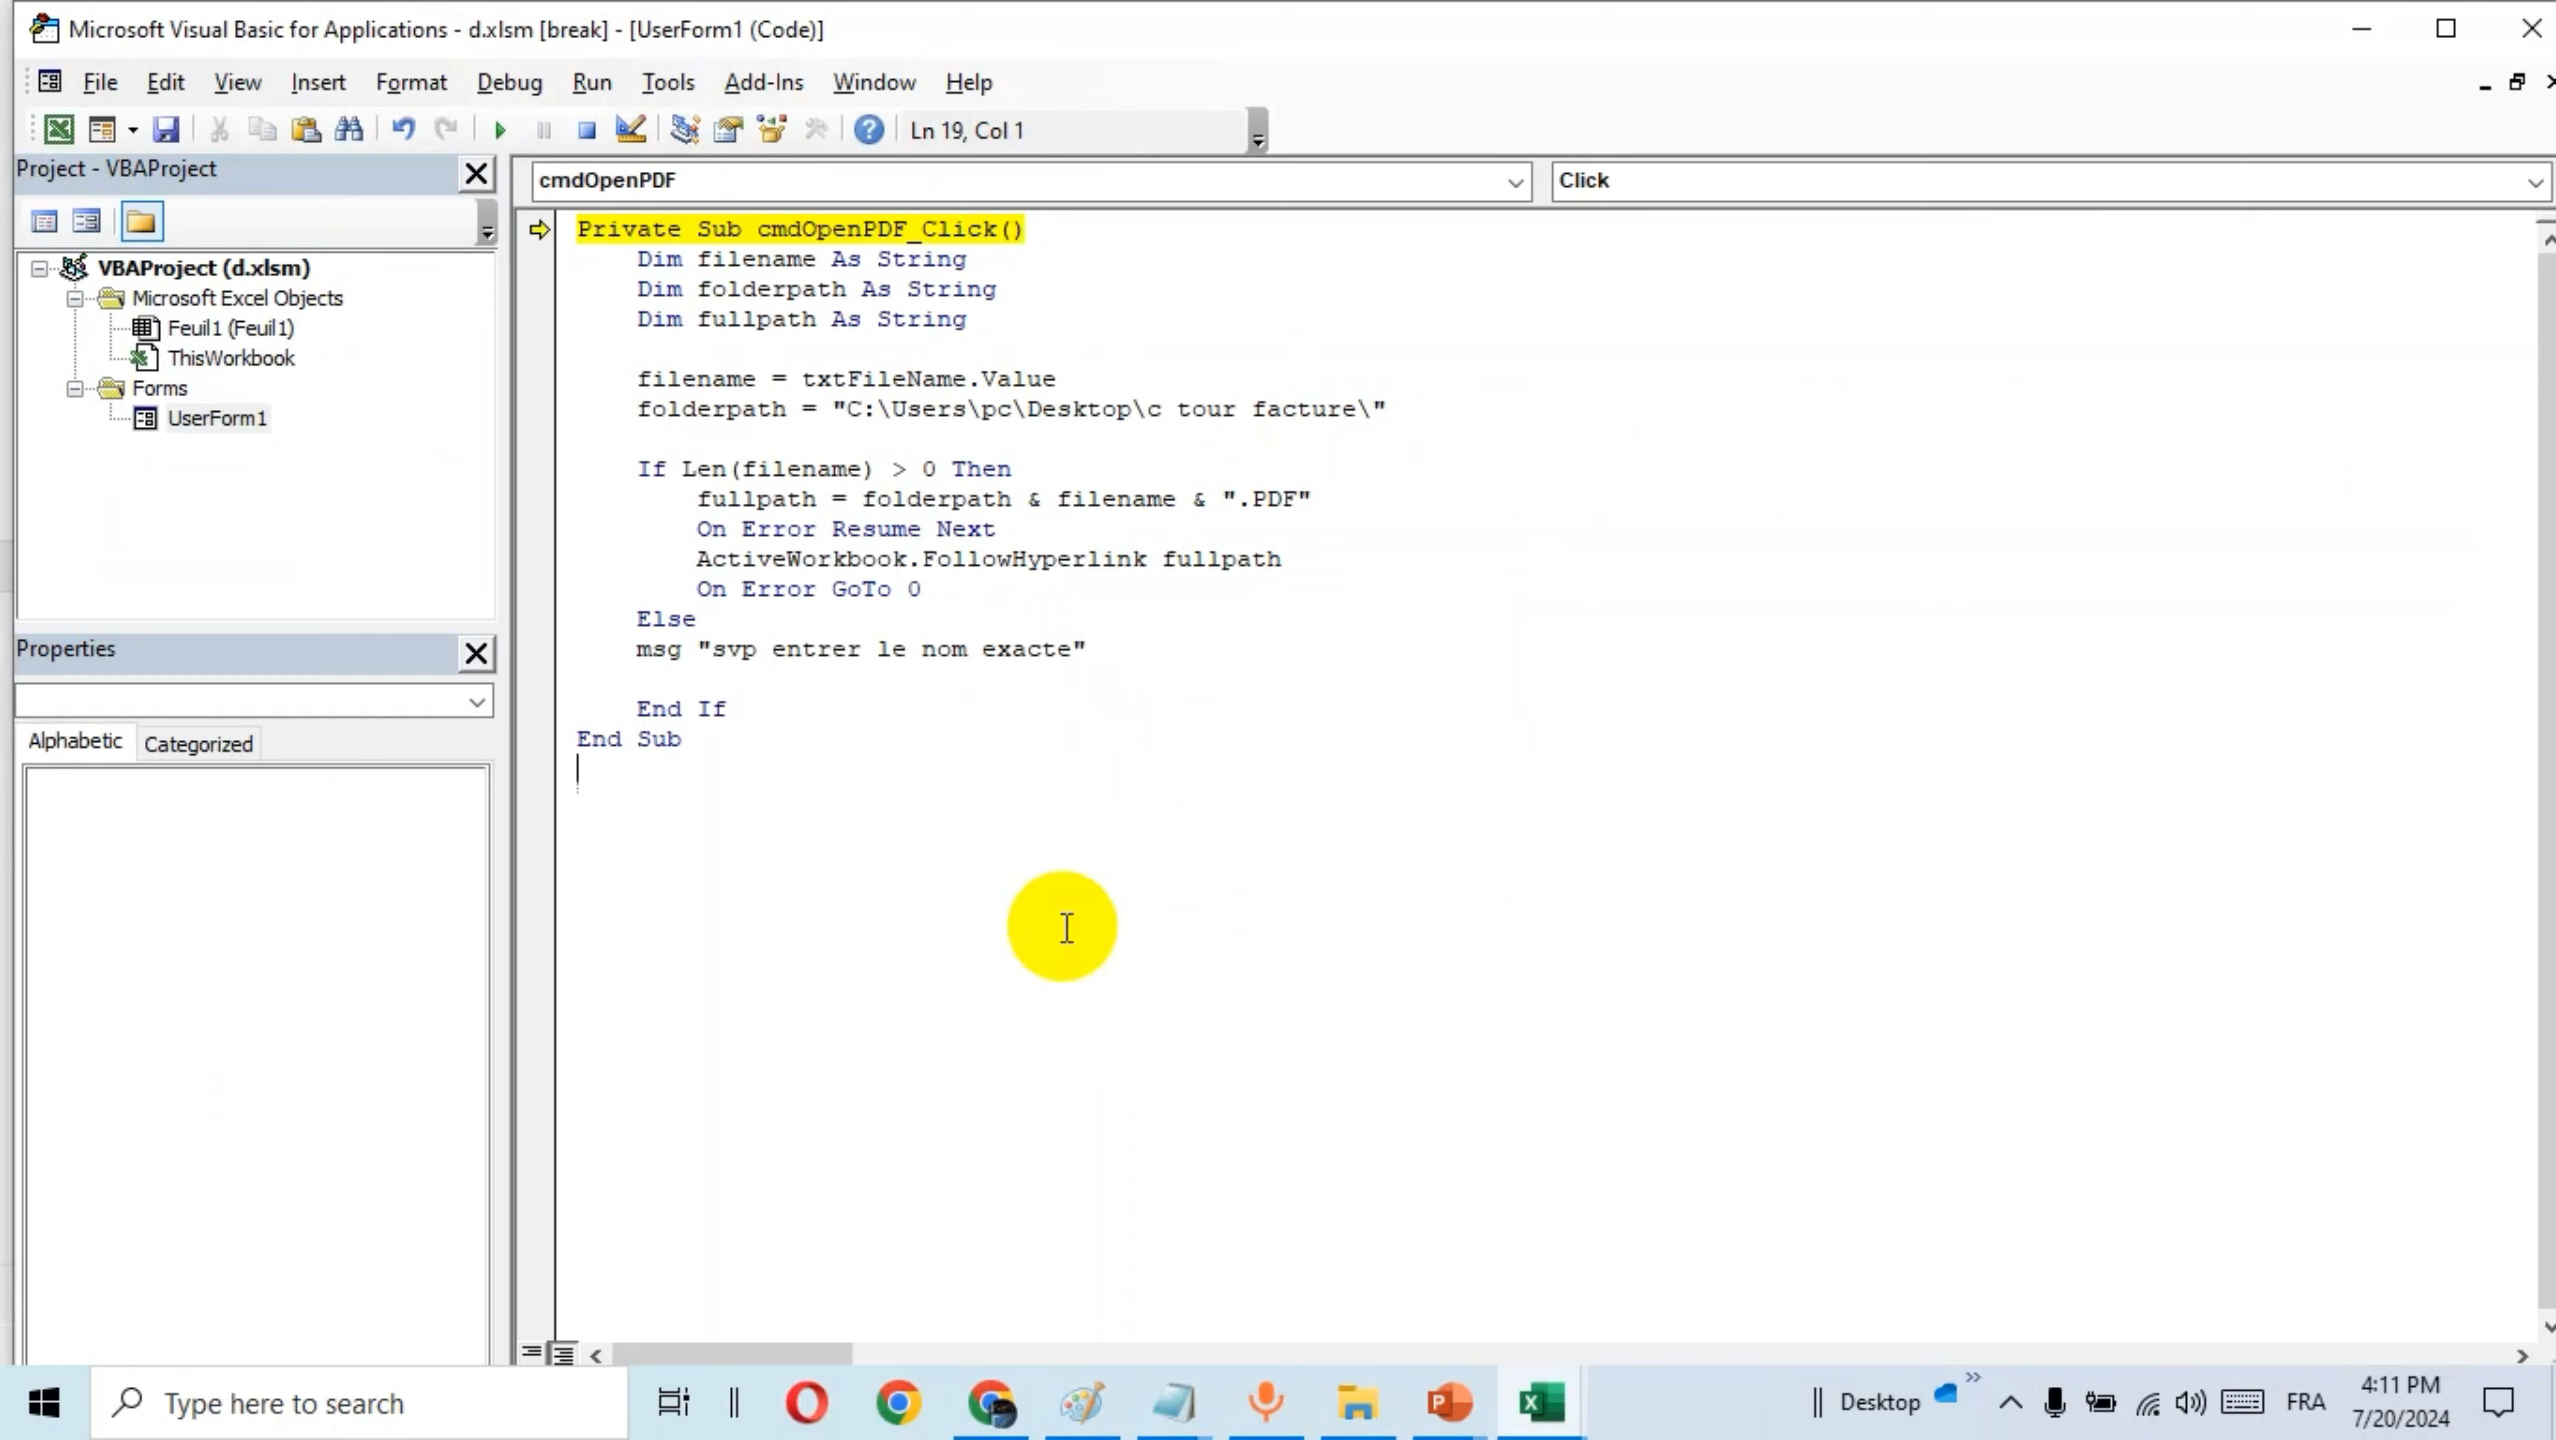 Microsoft Visual Basic for Applications - d.xlsm [break] - [UserForm1 (Code)]
File Edit View Insert Format Debug Run Tools Add-Ins Window Help
Ln 19, Col 1
Project - VBAProject
VBAProject (d.xlsm)
Microsoft Excel Objects
Feuil1 (Feuil1)
ThisWorkbook
Forms
UserForm1
Properties
Alphabetic Categorized
cmdOpenPDF Click
Private Sub cmdOpenPDF_Click()
Dim filename As String
Dim folderpath As String
Dim fullpath As String
filename = txtFileName.Value
folderpath = "C:\Users\pc\Desktop\c tour facture\"
If Len(filename) > 0 Then
fullpath = folderpath & filename & ".PDF"
On Error Resume Next
ActiveWorkbook.FollowHyperlink fullpath
On Error GoTo 0
Else
msg "svp entrer le nom exacte"
End If
End Sub
Type here to search
Desktop
FRA
4:11 PM
7/20/2024